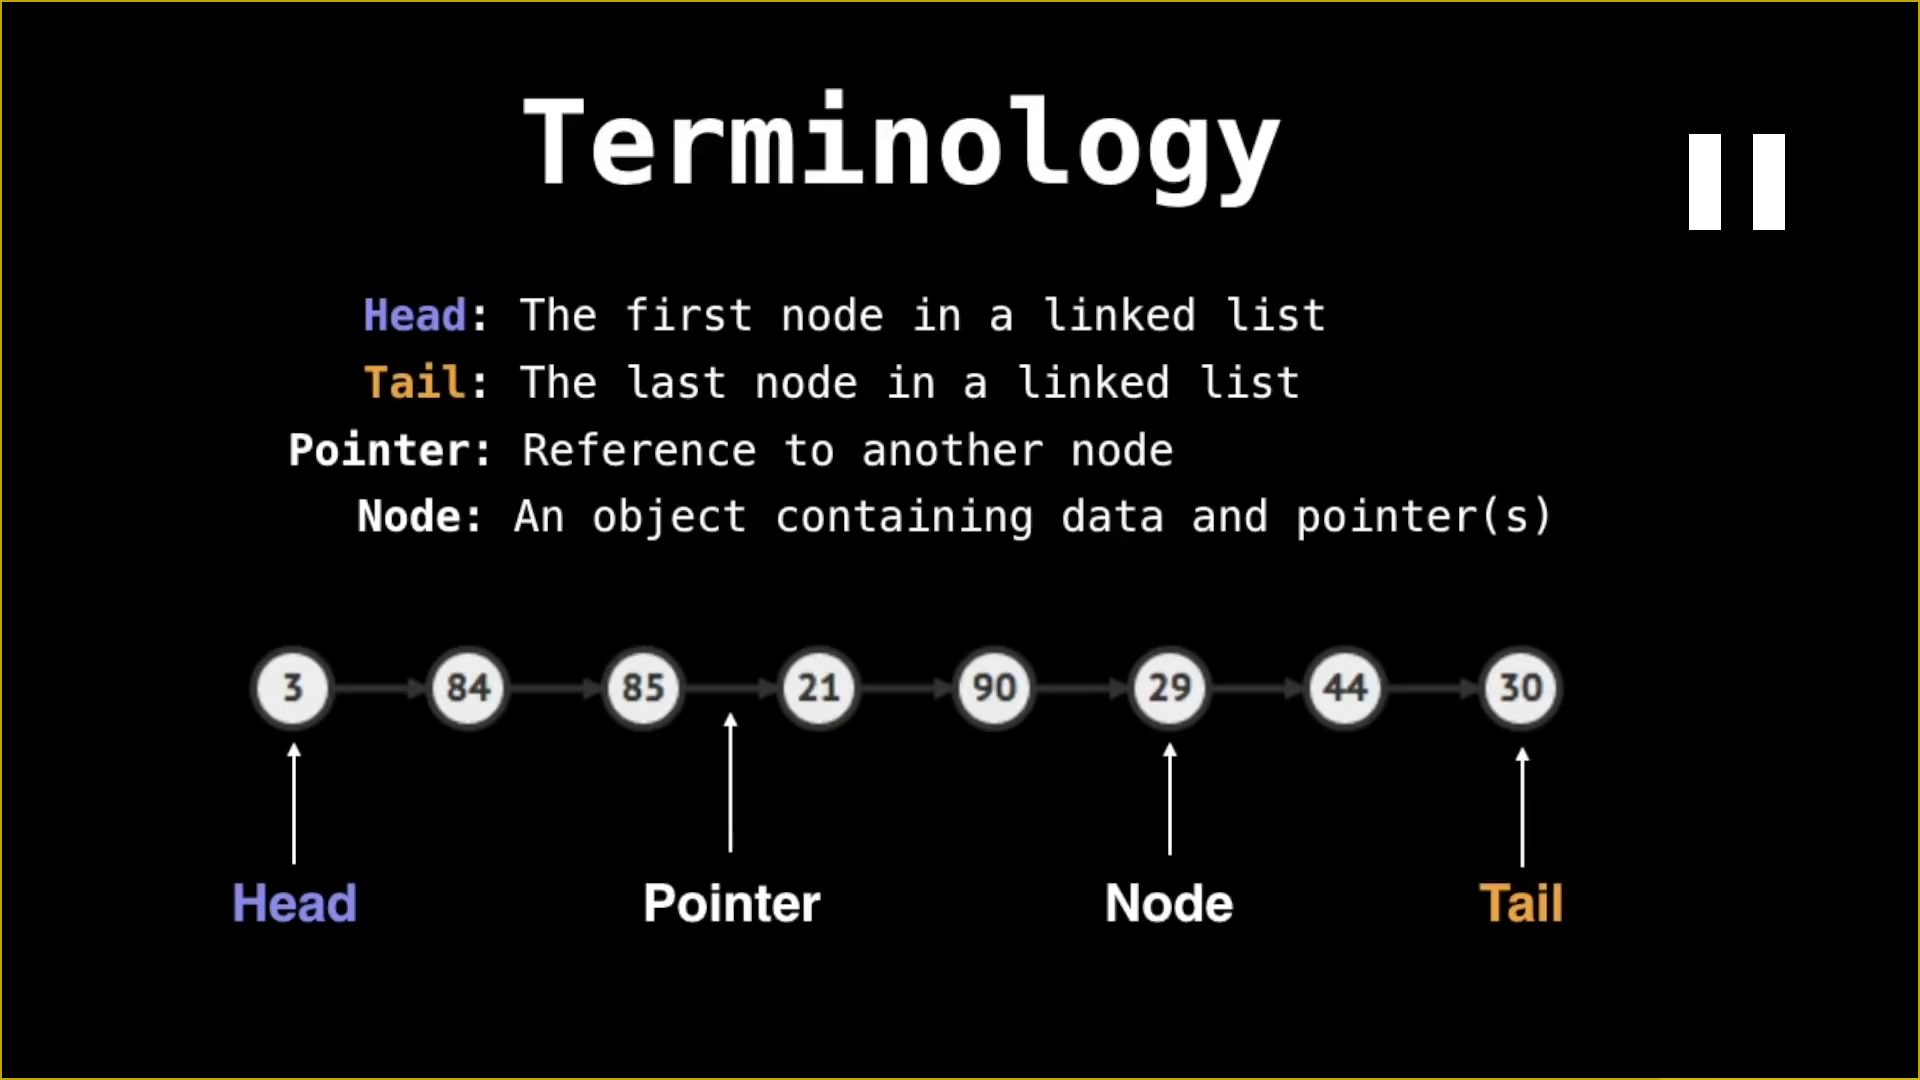 Terminology
Head: The first node in a linked list
Tail: The last node in a linked list
Pointer: Reference to another node
Node: An object containing data and pointer(s)
3 84 85 21 90 29 44 30
Head Pointer Node Tail